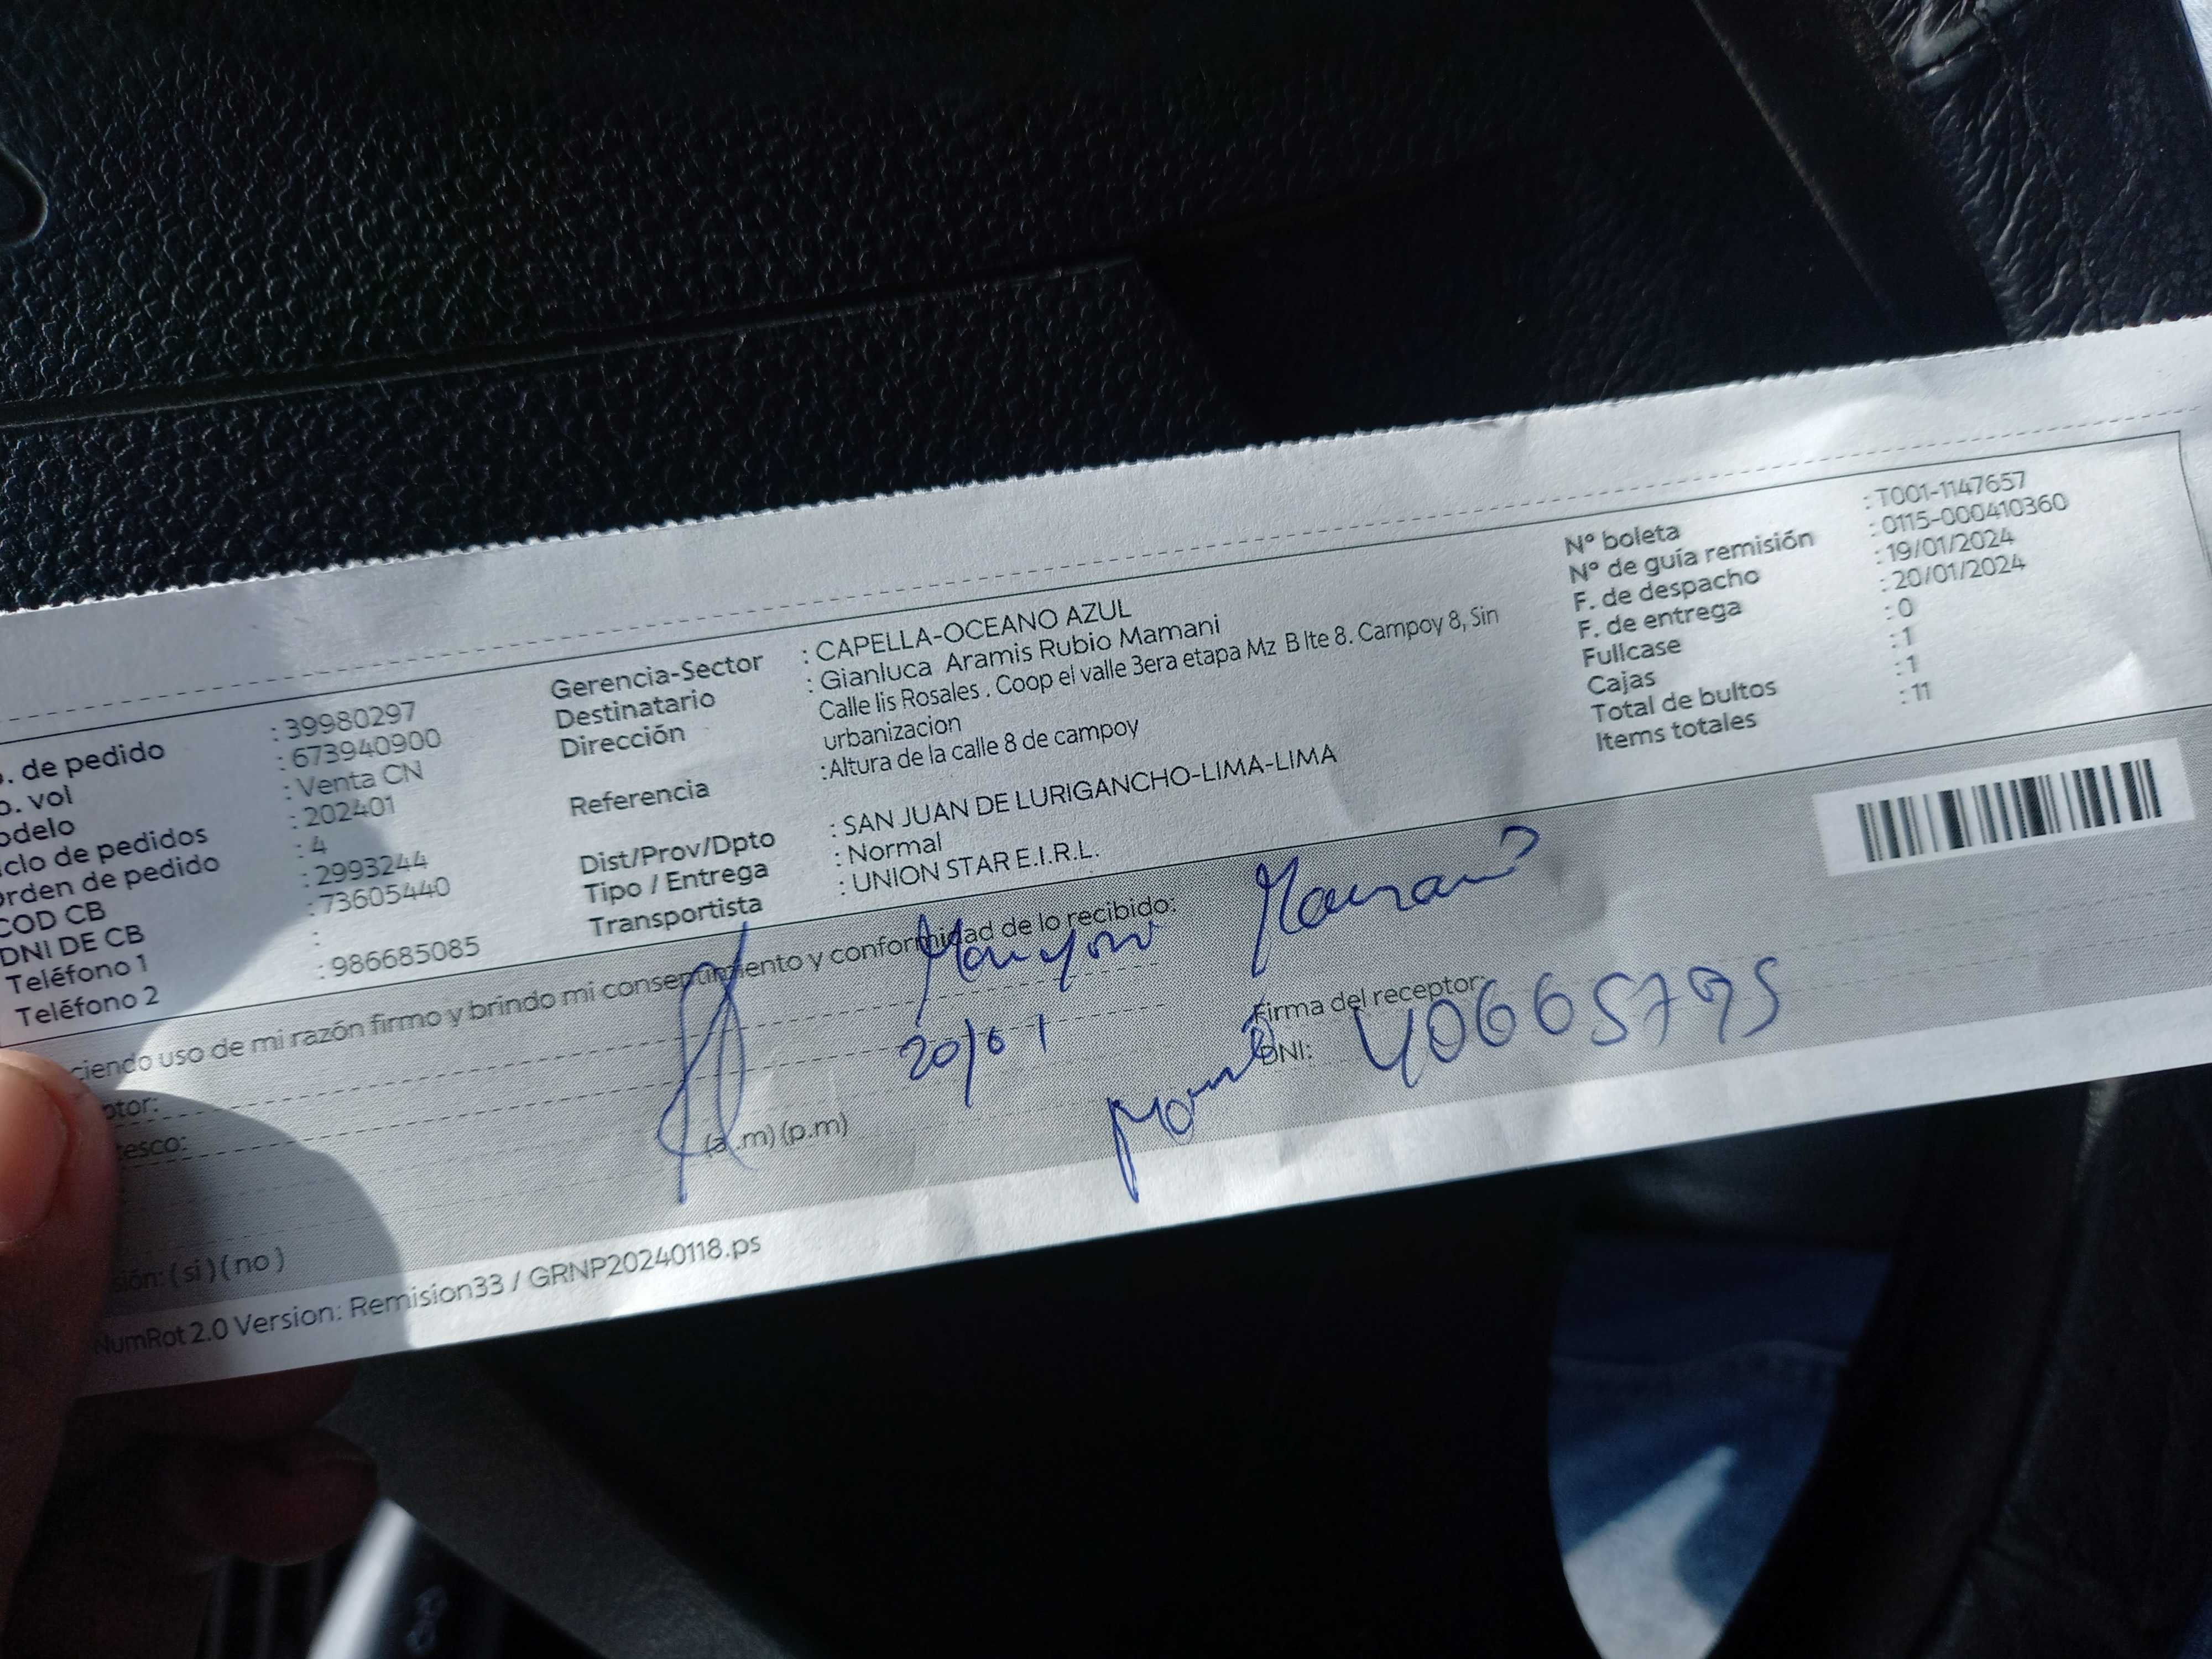 . de pedido : 39980297
o. vol : 673940900
odelo : Venta CN
iclo de pedidos : 202401
orden de pedido : 4
COD CB : 2993244
DNI DE CB : 73605440
Teléfono 1 :
Teléfono 2 : 986685085
Gerencia-Sector : CAPELLA-OCEANO AZUL
Destinatario : Gianluca Aramis Rubio Mamani
Dirección Calle lis Rosales . Coop el valle 3era etapa Mz B lte 8. Campoy 8, Sin
urbanizacion
Referencia :Altura de la calle 8 de campoy
Dist/Prov/Dpto : SAN JUAN DE LURIGANCHO-LIMA-LIMA
Tipo / Entrega : Normal
Transportista : UNION STAR E.I.R.L.
Nº boleta : T001-1147657
Nº de guía remisión : 0115-000410360
F. de despacho : 19/01/2024
F. de entrega : 20/01/2024
Fullcase : 0
Cajas : 1
Total de bultos : 1
Items totales : 11
ciendo uso de mi razón firmo y brindo mi consentimiento y conformidad de lo recibido:
ptor:
tesco:
20/01
Firma del receptor:
DNI: 40665795
(a.m) (p.m)
sión: ( si ) ( no )
NumRot 2.0 Version: Remision33 / GRNP20240118.ps